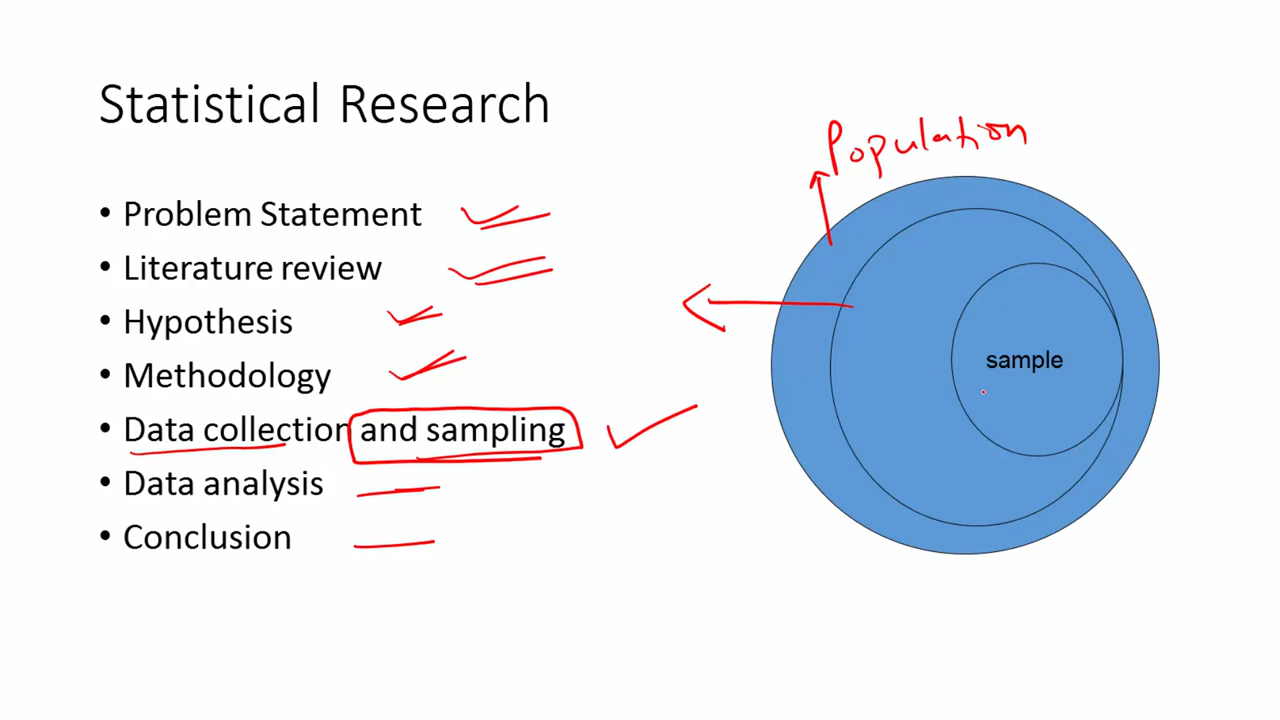 Statistical Research
• Problem Statement
• Literature review
• Hypothesis
• Methodology
• Data collection and sampling
• Data analysis
• Conclusion
Population
sample